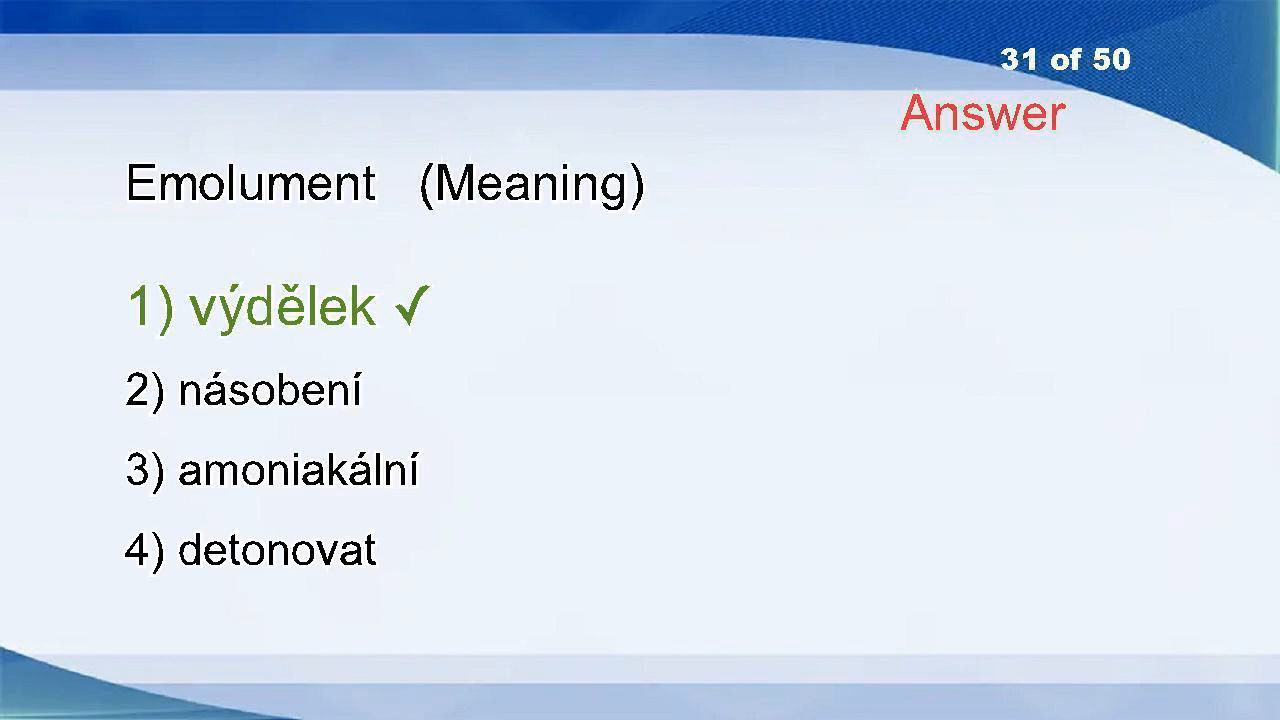 31 of 50
Answer
Emolument (Meaning)
1) výdělek ✓
2) násobení
3) amoniakální
4) detonovat